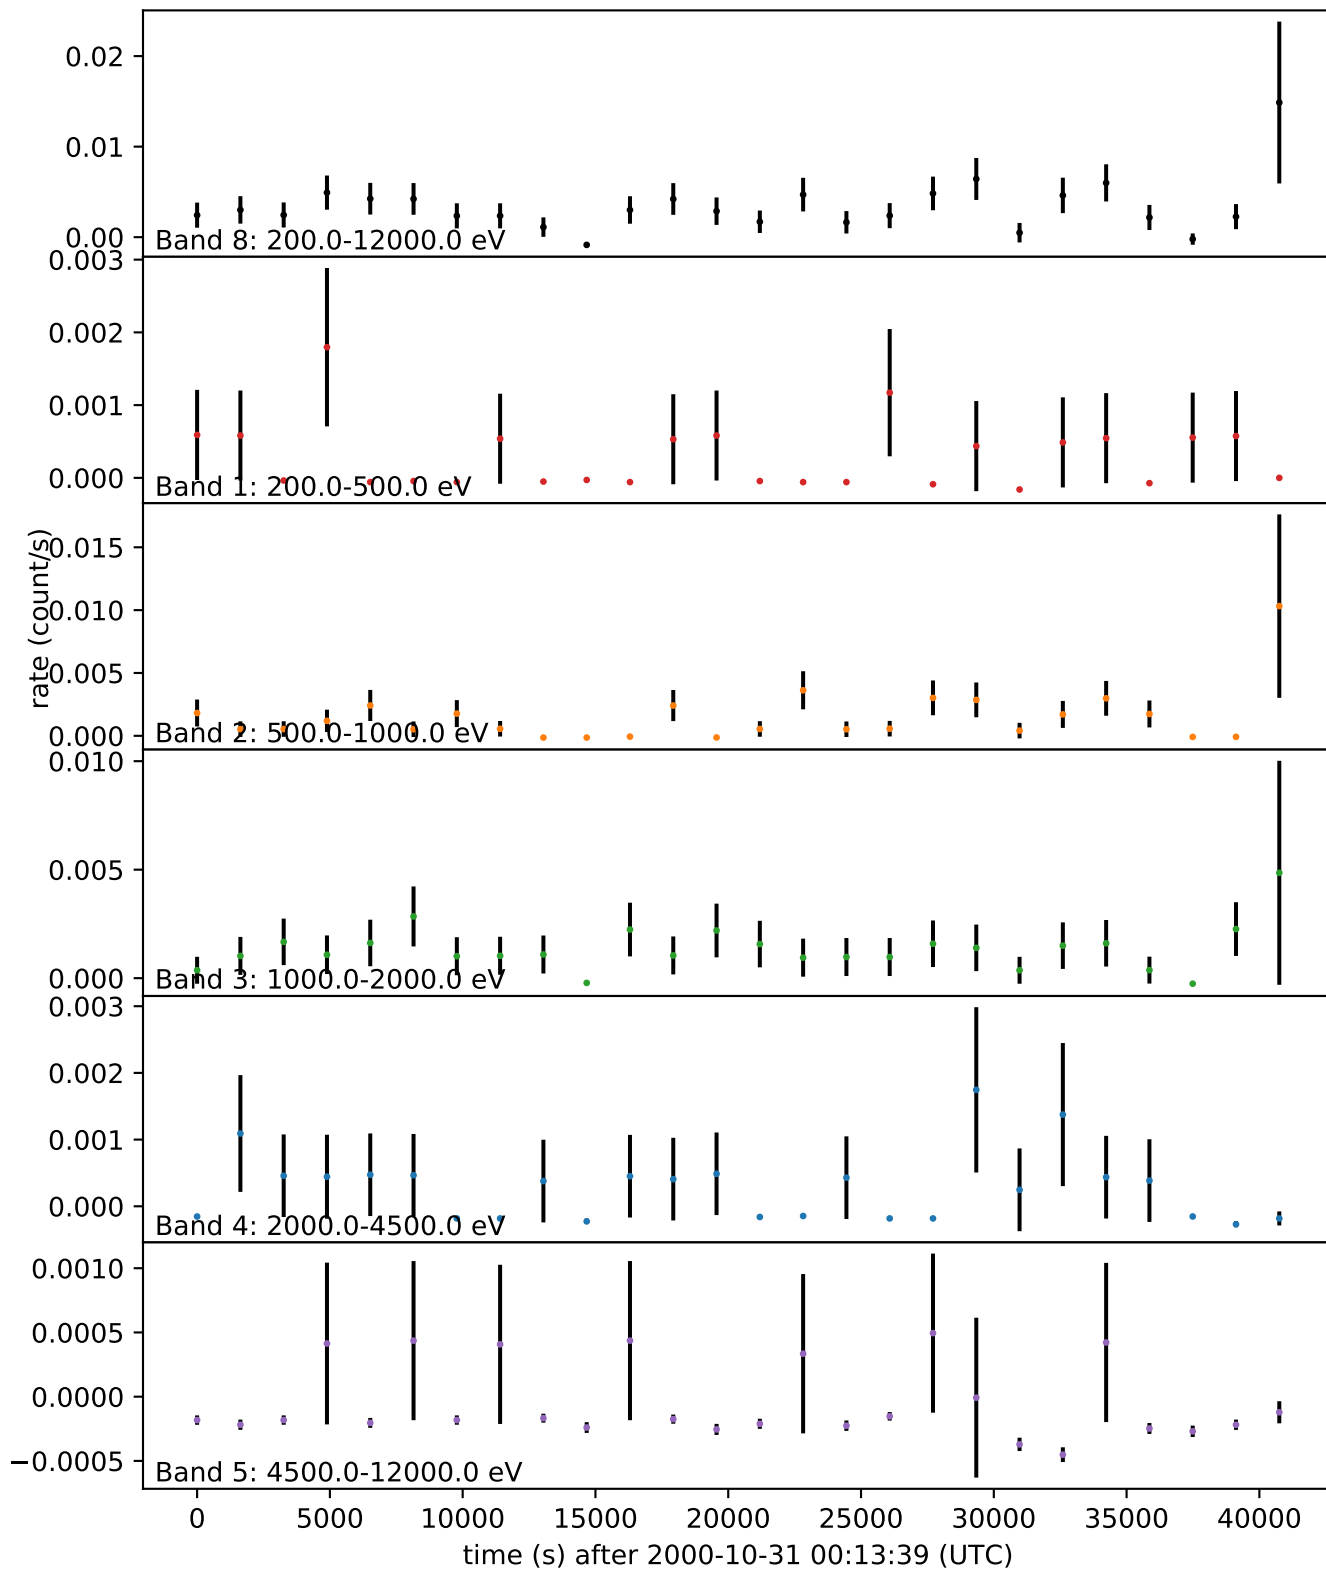 0.02
0.01
0.00
Band 8: 200.0-12000.0 eV
0.003
0.002
0.001
0.000
Band 1: 200.0-500.0 eV
rate (count/s)
0.015
0.010
0.005
0.000
Band 2: 500.0-1000.0 eV
0.010
0.005
0.000
Band 3: 1000.0-2000.0 eV
0.003
0.002
0.001
0.000
Band 4: 2000.0-4500.0 eV
0.0010
0.0005
0.0000
−0.0005
Band 5: 4500.0-12000.0 eV
0 5000 10000 15000 20000 25000 30000 35000 40000
time (s) after 2000-10-31 00:13:39 (UTC)